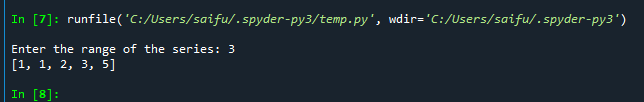 In [7]: runfile('C:/Users/saifu/.spyder-py3/temp.py', wdir='C:/Users/saifu/.spyder-py3')
Enter the range of the series: 3
[1, 1, 2, 3, 5]
In [8]: